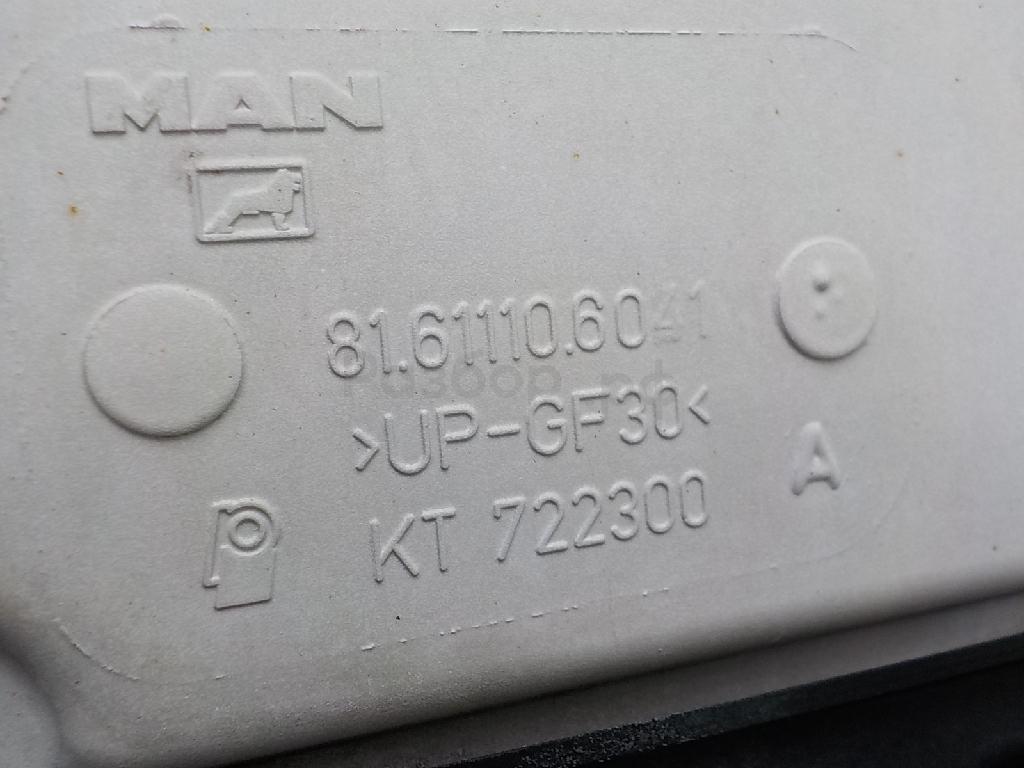 MAN
81.61110.6041
>UP-GF30<
A
KT 722300